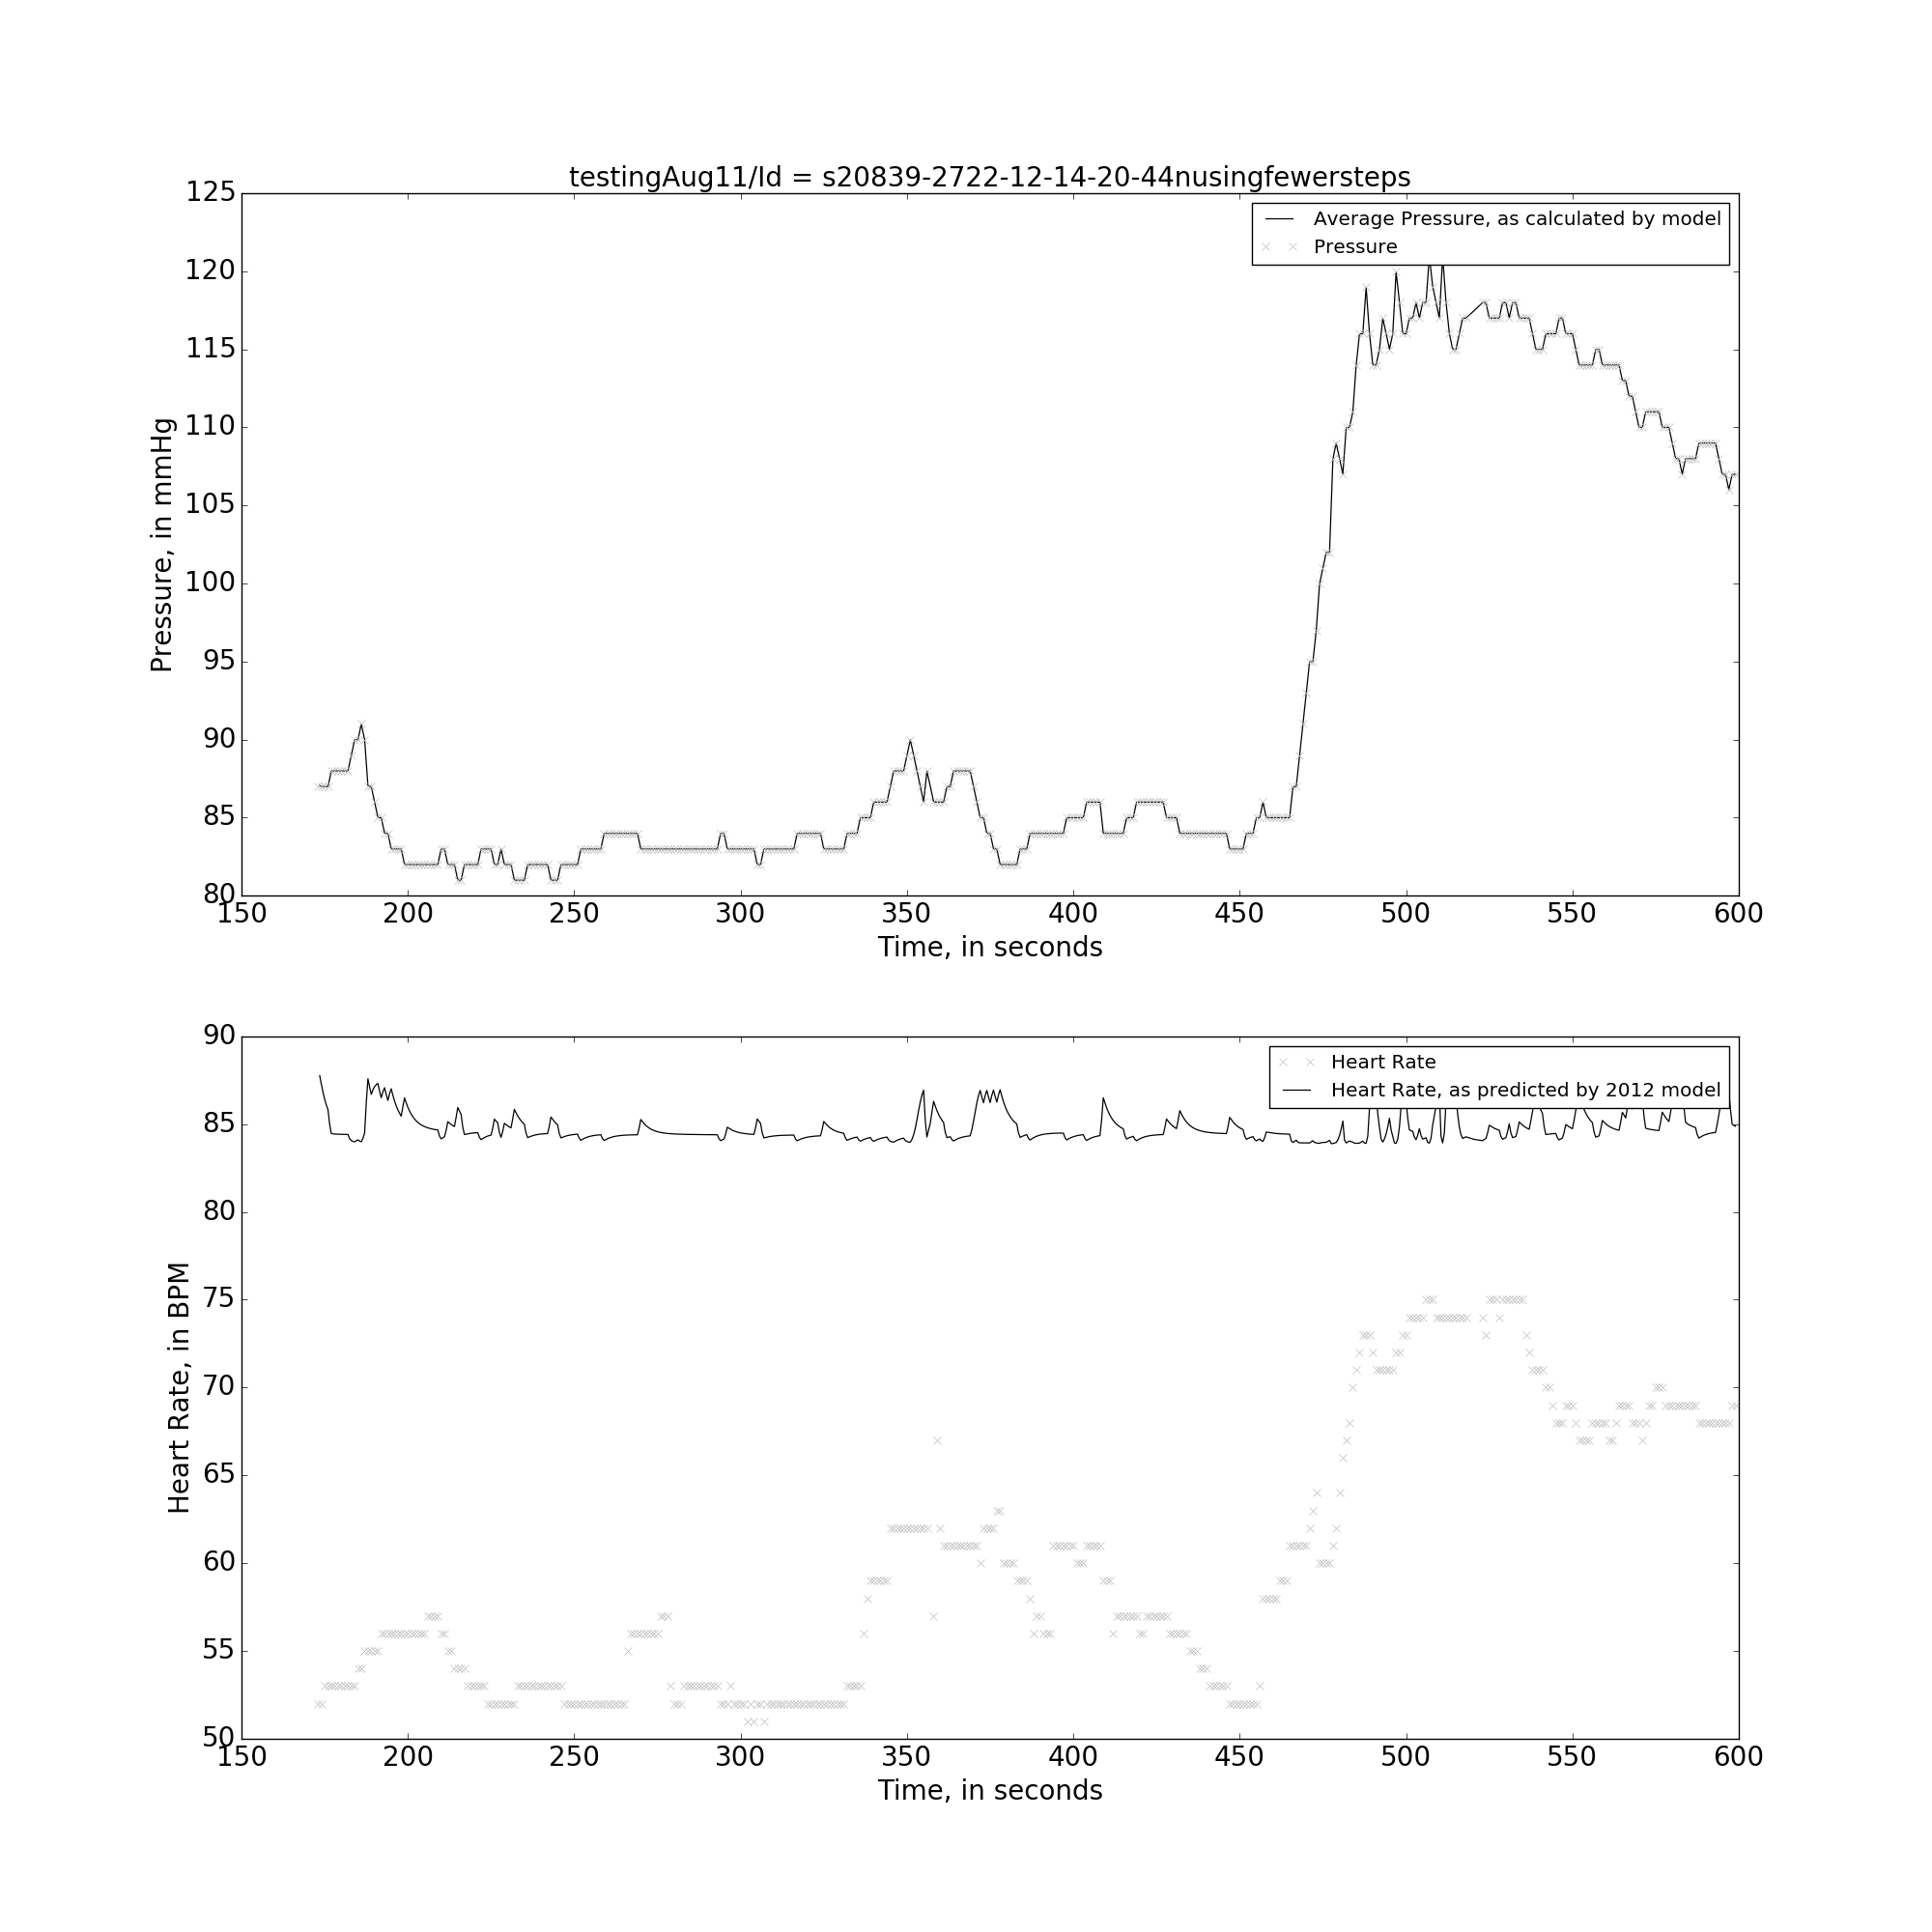 testingAug11/Id = s20839-2722-12-14-20-44nusingfewersteps
125
120
115
110
105
100
95
90
85
80
Pressure, in mmHg
Average Pressure, as calculated by model
Pressure
150 200 250 300 350 400 450 500 550 600
Time, in seconds
90
85
80
75
70
65
60
55
50
Heart Rate, in BPM
Heart Rate
Heart Rate, as predicted by 2012 model
150 200 250 300 350 400 450 500 550 600
Time, in seconds